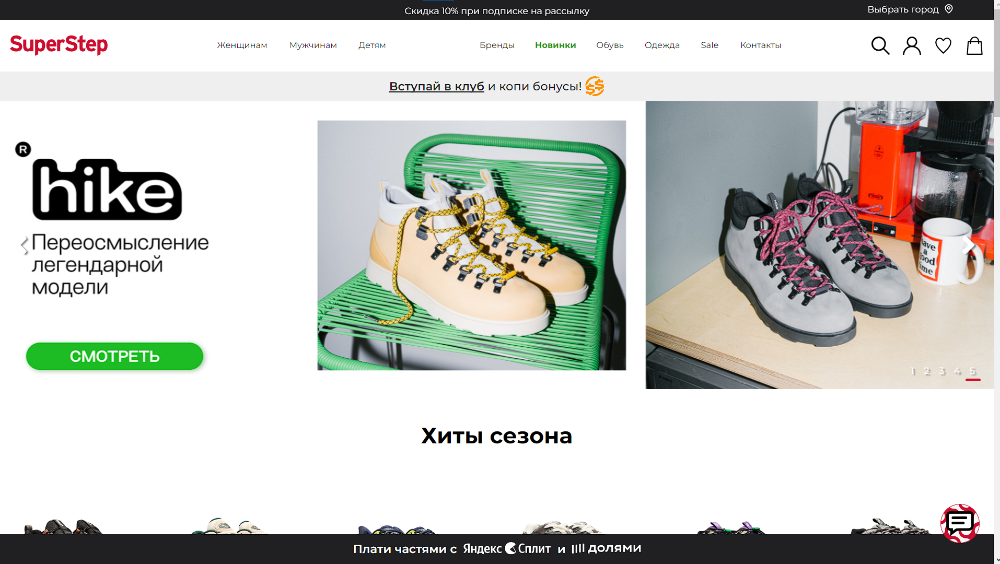 Скидка 10% при подписке на рассылку
Выбрать город
SuperStep
Женщинам
Мужчинам
Детям
Бренды
Новинки
Обувь
Одежда
Sale
Контакты
Вступай в клуб и копи бонусы!
R
hike
Переосмысление
легендарной
модели
СМОТРЕТЬ
have
a
good
time
1 2 3 4 5
Хиты сезона
Плати частями с Яндекс Сплит и долями